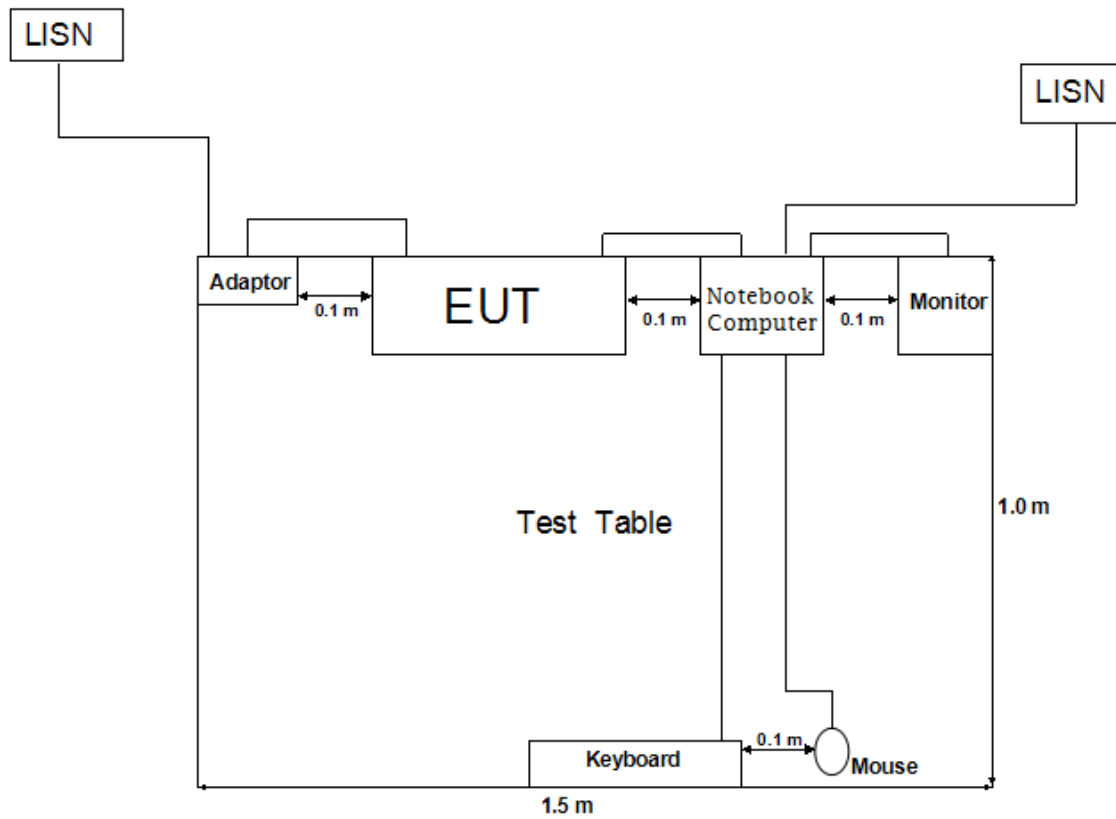 LISN
LISN
Adaptor
EUT
Notebook
Computer
Monitor
0.1 m
0.1 m
0.1 m
Test Table
1.0 m
0.1 m
Keyboard
Mouse
1.5 m